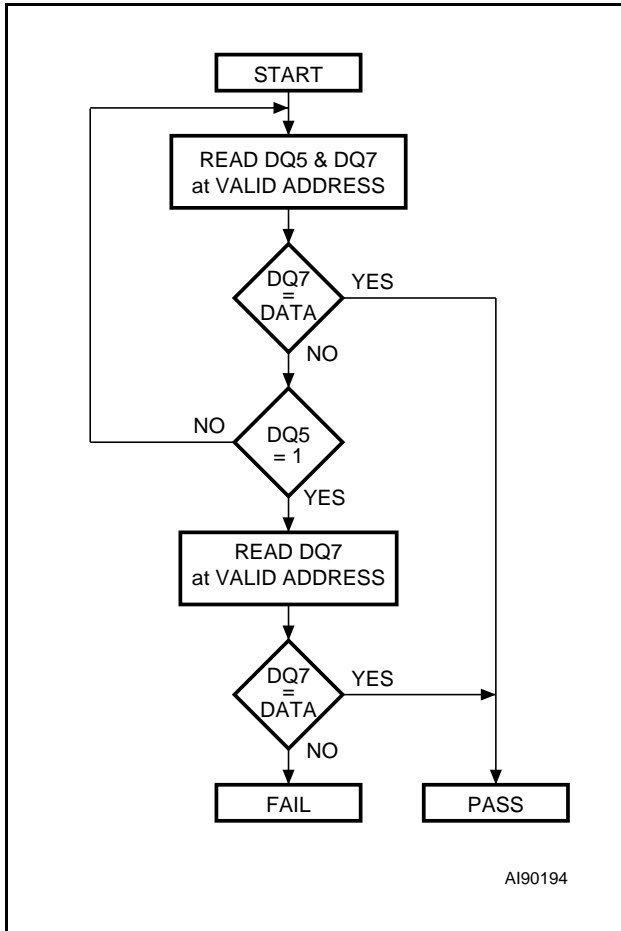 START
READ DQ5 & DQ7
at VALID ADDRESS
DQ7
=
DATA
YES
NO
DQ5
= 1
NO
YES
READ DQ7
at VALID ADDRESS
DQ7
=
DATA
YES
NO
FAIL
PASS
AI90194